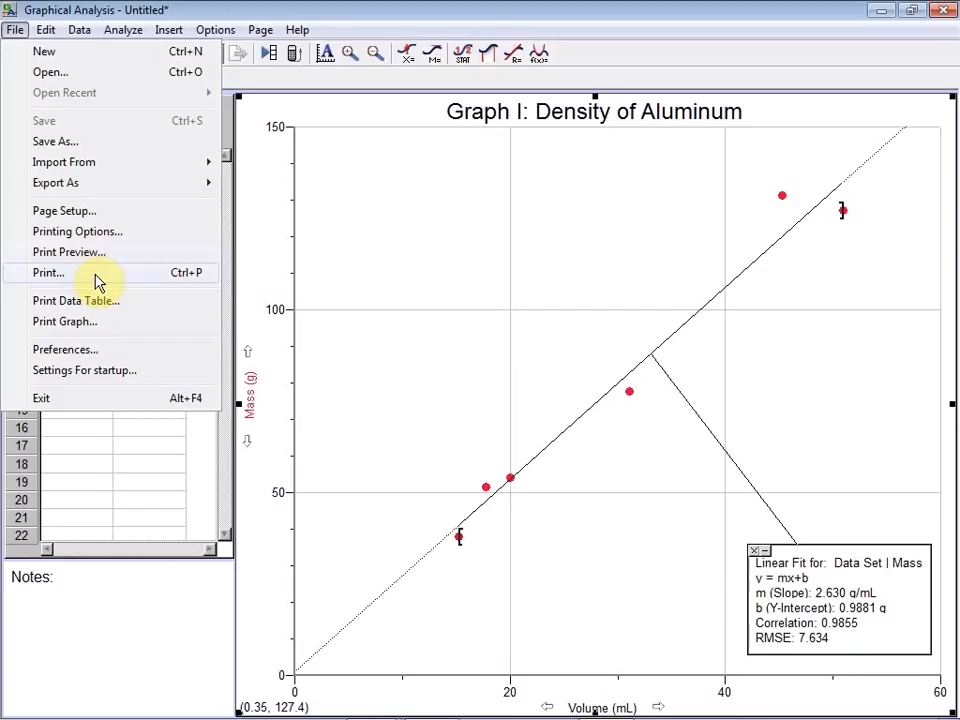 Graphical Analysis - Untitled*
File Edit Data Analyze Insert Options Page Help
New Ctrl+N
Open... Ctrl+O
Open Recent
Save Ctrl+S
Save As...
Import From
Export As
Page Setup...
Printing Options...
Print Preview...
Print... Ctrl+P
Print Data Table...
Print Graph...
Preferences...
Settings For startup...
Exit Alt+F4
16
17
18
19
20
21
22
Notes:
X= M= STAT R= f(x)=
Graph I: Density of Aluminum
150
100
50
0
Mass (g)
0 20 40 60
(0.35, 127.4)
Volume (mL)
Linear Fit for: Data Set | Mass
y = mx+b
m (Slope): 2.630 g/mL
b (Y-Intercept): 0.9881 g
Correlation: 0.9855
RMSE: 7.634